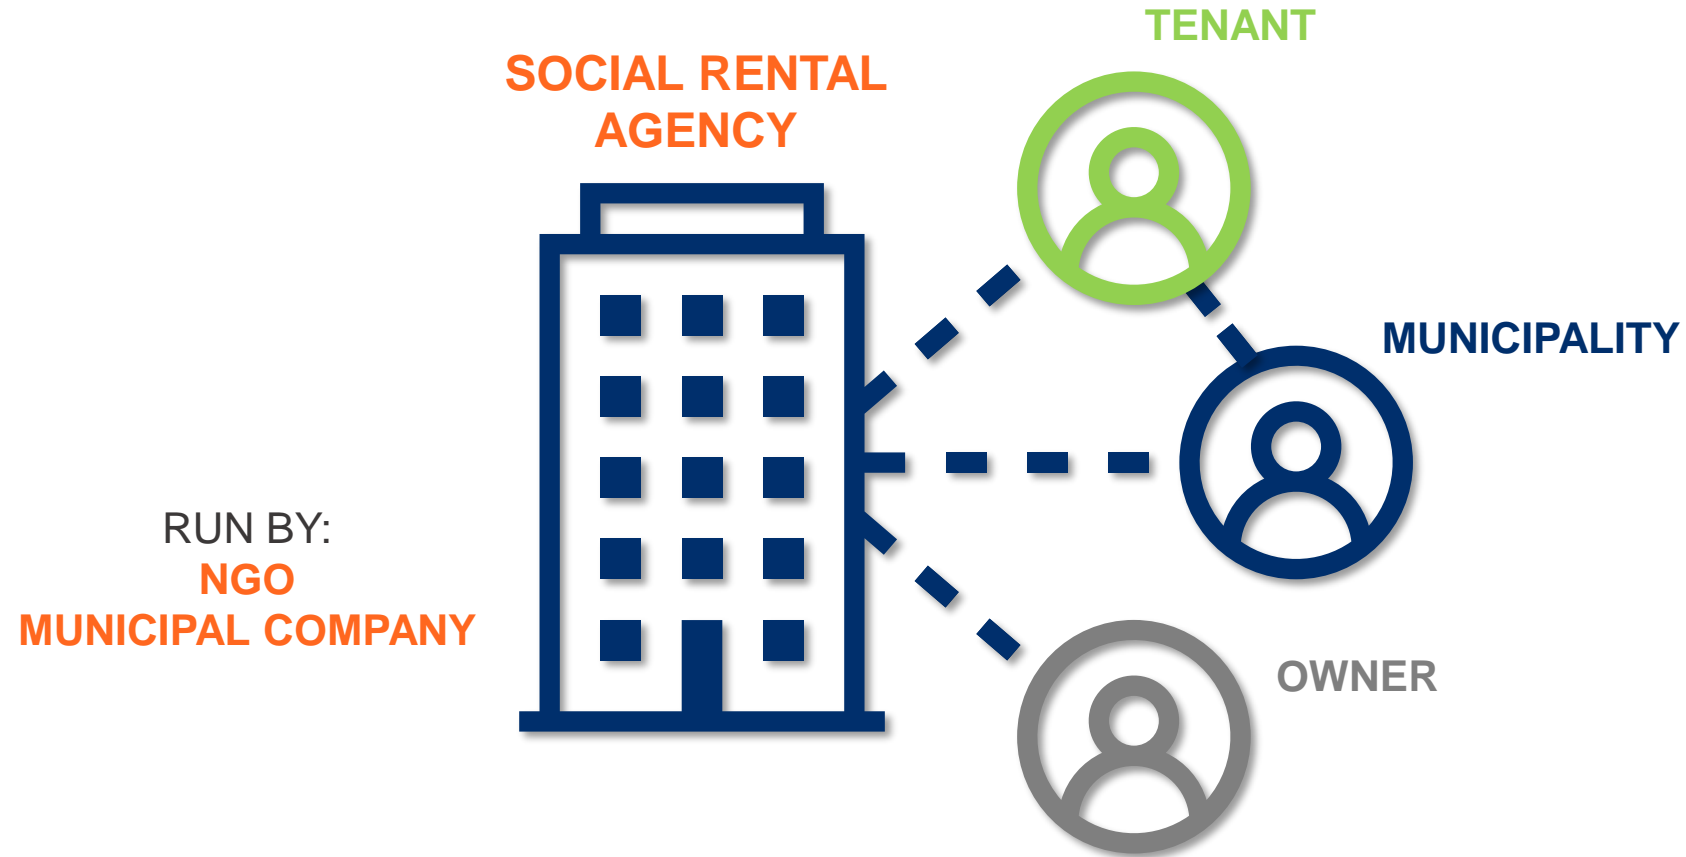 TENANT
SOCIAL RENTAL
AGENCY
MUNICIPALITY
RUN BY:
NGO
MUNICIPAL COMPANY
OWNER